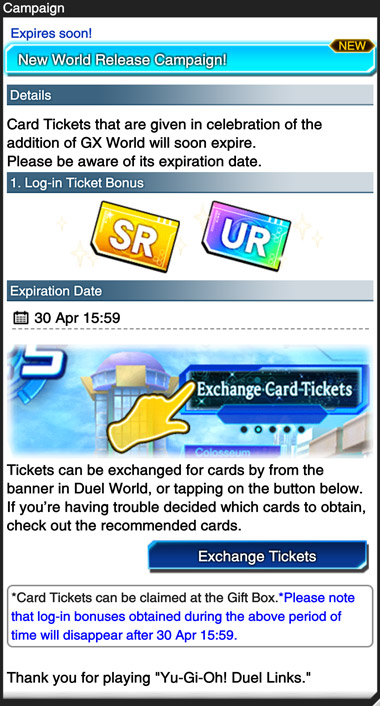 Campaign
Expires soon!
NEW
New World Release Campaign!
Details
Card Tickets that are given in celebration of the
addition of GX World will soon expire.
Please be aware of its expiration date.
1. Log-in Ticket Bonus
SR
UR
Expiration Date
30 Apr 15:59
5
Exchange Card Tickets
Colosseum
Tickets can be exchanged for cards by from the
banner in Duel World, or tapping on the button below.
If you're having trouble decided which cards to obtain,
check out the recommended cards.
Exchange Tickets
*Card Tickets can be claimed at the Gift Box.*Please note
that log-in bonuses obtained during the above period of
time will disappear after 30 Apr 15:59.
Thank you for playing "Yu-Gi-Oh! Duel Links."